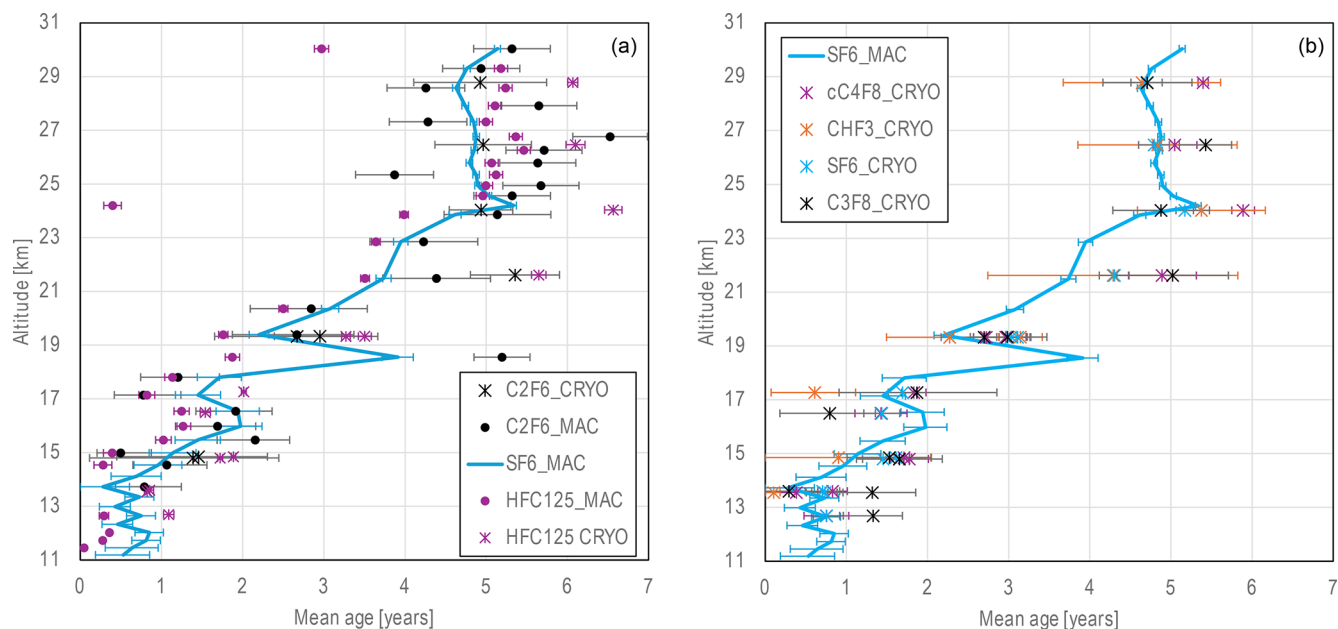 31
29
27
25
23
21
19
17
15
13
11
Altitude [km]
(a)
C2F6_CRYO
C2F6_MAC
SF6_MAC
HFC125_MAC
HFC125 CRYO
0 1 2 3 4 5 6 7
Mean age [years]
31
29
27
25
23
21
19
17
15
13
11
Altitude [km]
(b)
SF6_MAC
cC4F8_CRYO
CHF3_CRYO
SF6_CRYO
C3F8_CRYO
0 1 2 3 4 5 6 7
Mean age [years]